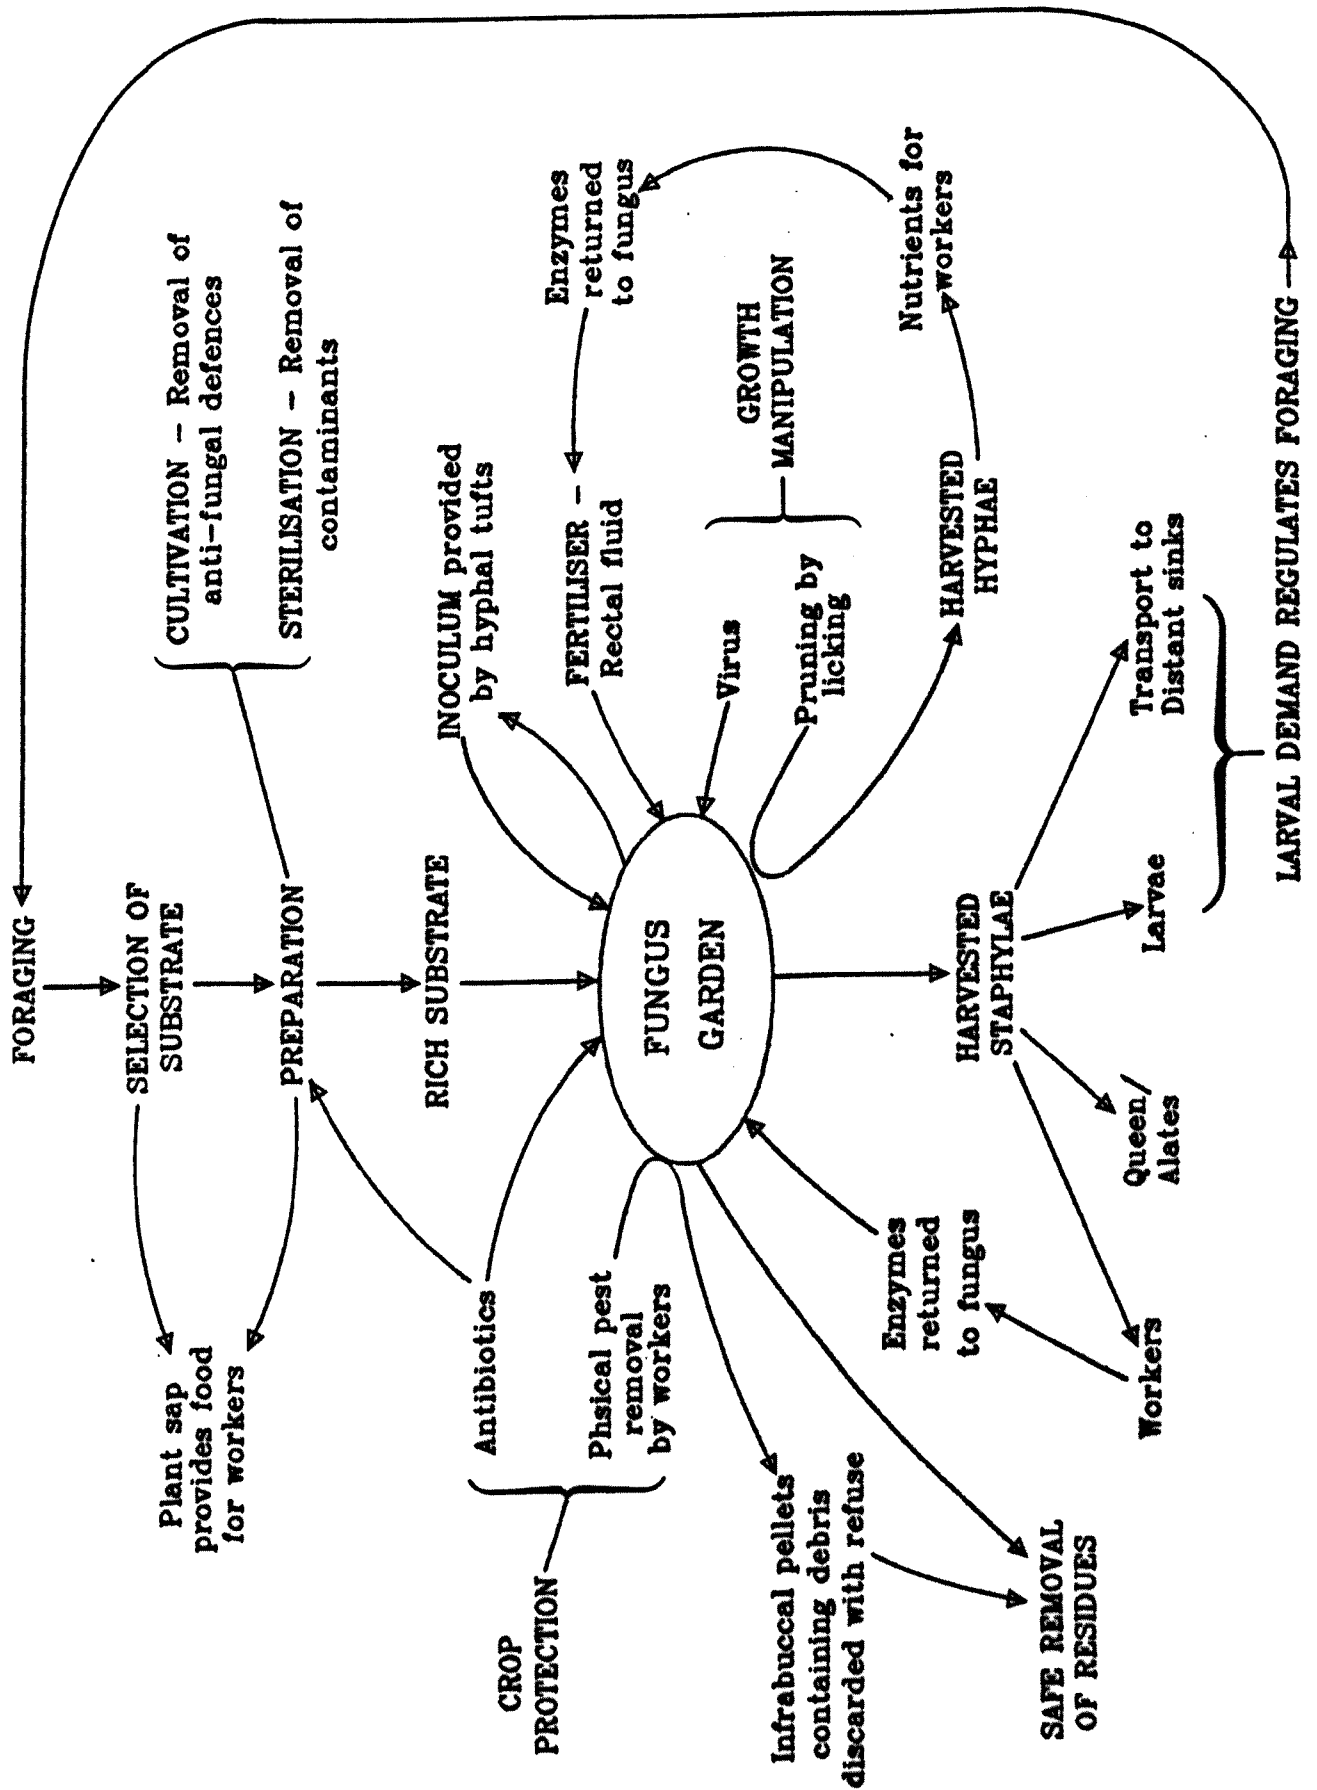 FORAGING
SELECTION OF
SUBSTRATE
Plant sap
provides food
for workers
PREPARATION
CULTIVATION - Removal of
anti-fungal defences
STERILISATION - Removal of
contaminants
RICH SUBSTRATE
INOCULUM provided
by hyphal tufts
Antibiotics
Phsical pest
removal
by workers
CROP
PROTECTION
FUNGUS
GARDEN
FERTILISER -
Rectal fluid
Enzymes
returned
to fungus
Virus
Pruning by
licking
GROWTH
MANIPULATION
Nutrients for
workers
HARVESTED
HYPHAE
Infrabuccal pellets
containing debris
discarded with refuse
SAFE REMOVAL
OF RESIDUES
Enzymes
returned
to fungus
HARVESTED
STAPHYLAE
Workers
Queen/
Alates
Larvae
Transport to
Distant sinks
LARVAL DEMAND REGULATES FORAGING